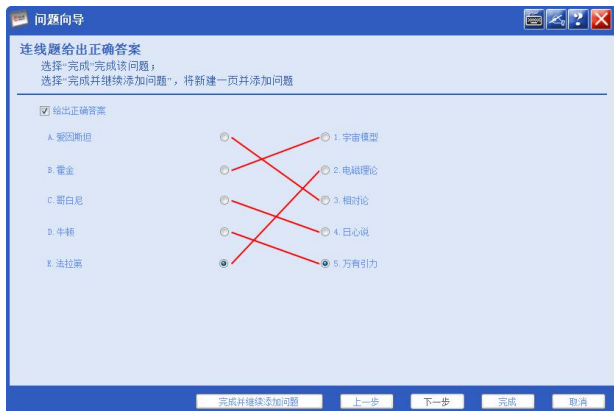 问题向导
连线题给出正确答案
选择“完成”完成该问题；
选择“完成并继续添加问题”，将新建一页并添加问题
给出正确答案
A. 爱因斯坦
1. 宇宙模型
B. 霍金
2. 电磁理论
C. 哥白尼
3. 相对论
D. 牛顿
4. 日心说
E. 法拉第
5. 万有引力
完成并继续添加问题 上一步 下一步 完成 取消